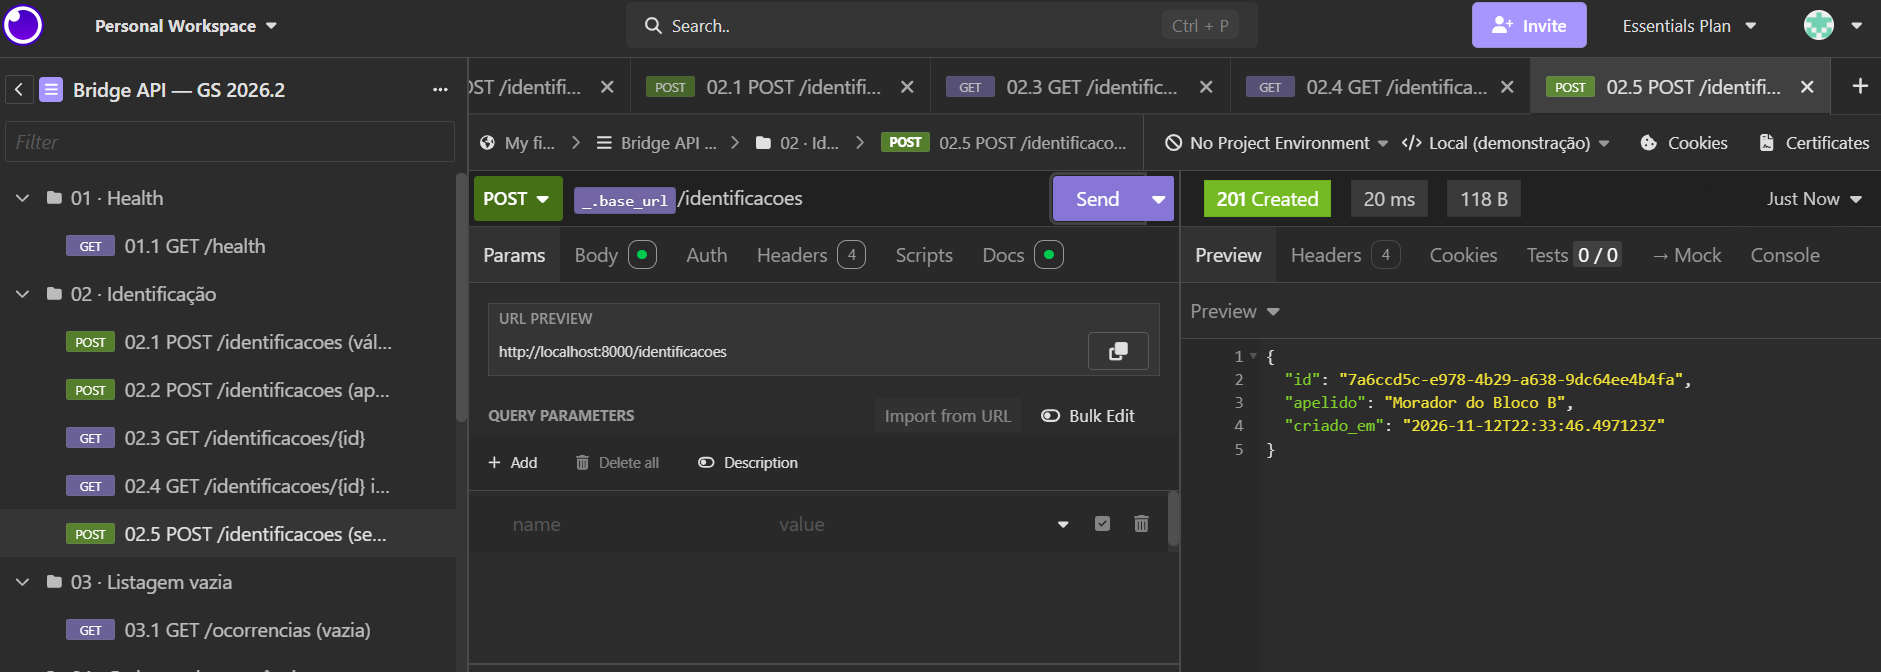 Personal Workspace
Search..
Ctrl + P
Invite
Essentials Plan
Bridge API — GS 2026.2
OST /identifi...
POST 02.1 POST /identifi...
GET 02.3 GET /identific...
GET 02.4 GET /identifica...
POST 02.5 POST /identifi...
Filter
My fi...
Bridge API ...
02 · Id...
POST 02.5 POST /identificaco...
No Project Environment
Local (demonstração)
Cookies
Certificates
01 · Health
GET 01.1 GET /health
02 · Identificação
POST 02.1 POST /identificacoes (vál...
POST 02.2 POST /identificacoes (ap...
GET 02.3 GET /identificacoes/{id}
GET 02.4 GET /identificacoes/{id} i...
POST 02.5 POST /identificacoes (se...
03 · Listagem vazia
GET 03.1 GET /ocorrencias (vazia)
POST _.base_url /identificacoes
Send
Params
Body
Auth
Headers 4
Scripts
Docs
URL PREVIEW
http://localhost:8000/identificacoes
QUERY PARAMETERS
Import from URL
Bulk Edit
Add
Delete all
Description
name
value
201 Created
20 ms
118 B
Just Now
Preview
Headers 4
Cookies
Tests 0 / 0
→ Mock
Console
Preview
1 {
2 "id": "7a6ccd5c-e978-4b29-a638-9dc64ee4b4fa",
3 "apelido": "Morador do Bloco B",
4 "criado_em": "2026-11-12T22:33:46.497123Z"
5 }